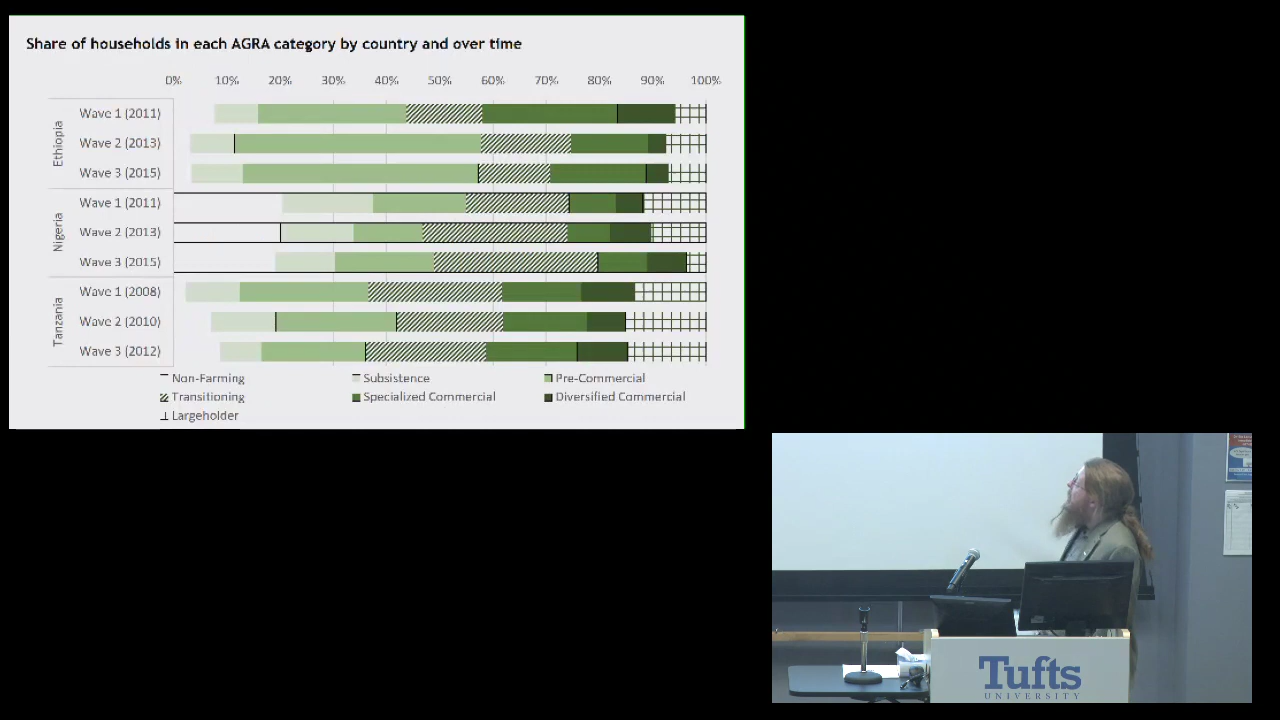 Share of households in each AGRA category by country and over time
0% 10% 20% 30% 40% 50% 60% 70% 80% 90% 100%
Ethiopia
Wave 1 (2011)
Wave 2 (2013)
Wave 3 (2015)
Nigeria
Wave 1 (2011)
Wave 2 (2013)
Wave 3 (2015)
Tanzania
Wave 1 (2008)
Wave 2 (2010)
Wave 3 (2012)
Non-Farming Subsistence Pre-Commercial
Transitioning Specialized Commercial Diversified Commercial
Largeholder
Tufts
UNIVERSITY